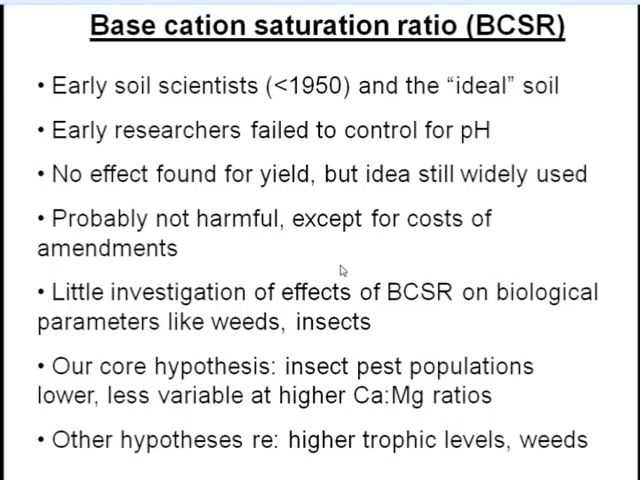 Base cation saturation ratio (BCSR)
• Early soil scientists (<1950) and the “ideal” soil
• Early researchers failed to control for pH
• No effect found for yield, but idea still widely used
• Probably not harmful, except for costs of
amendments
• Little investigation of effects of BCSR on biological
parameters like weeds, insects
• Our core hypothesis: insect pest populations
lower, less variable at higher Ca:Mg ratios
• Other hypotheses re: higher trophic levels, weeds